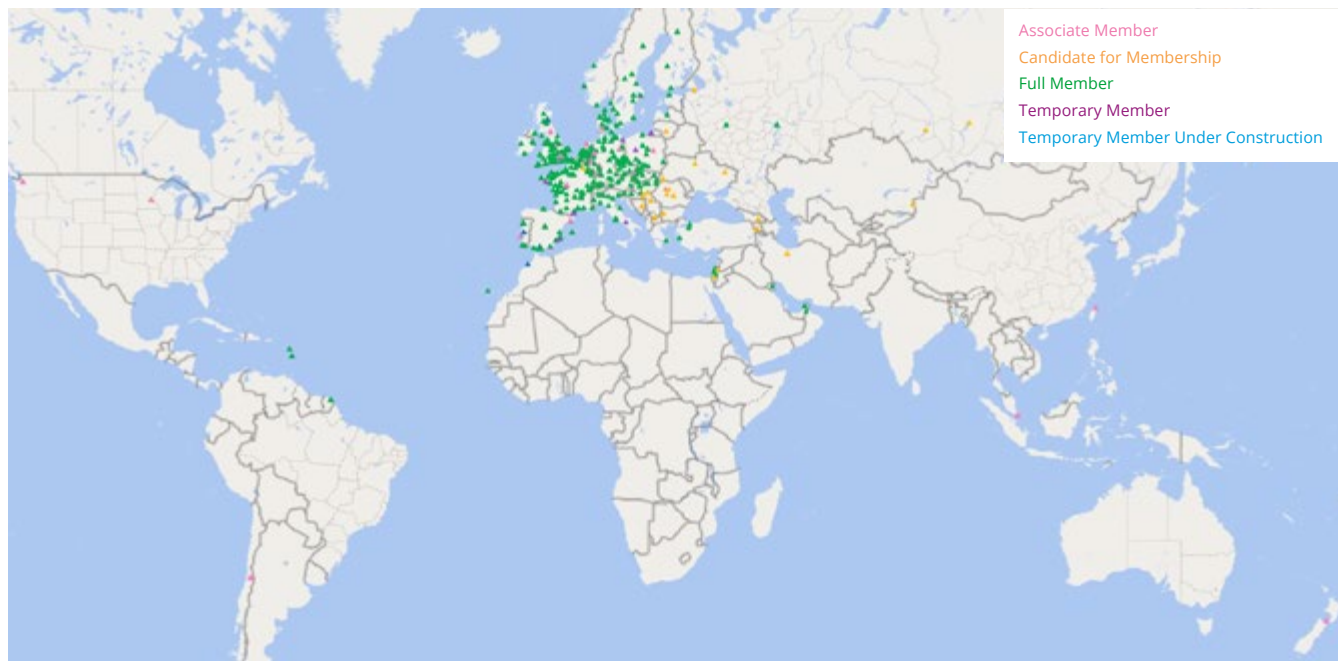 Associate Member
Candidate for Membership
Full Member
Temporary Member
Temporary Member Under Construction